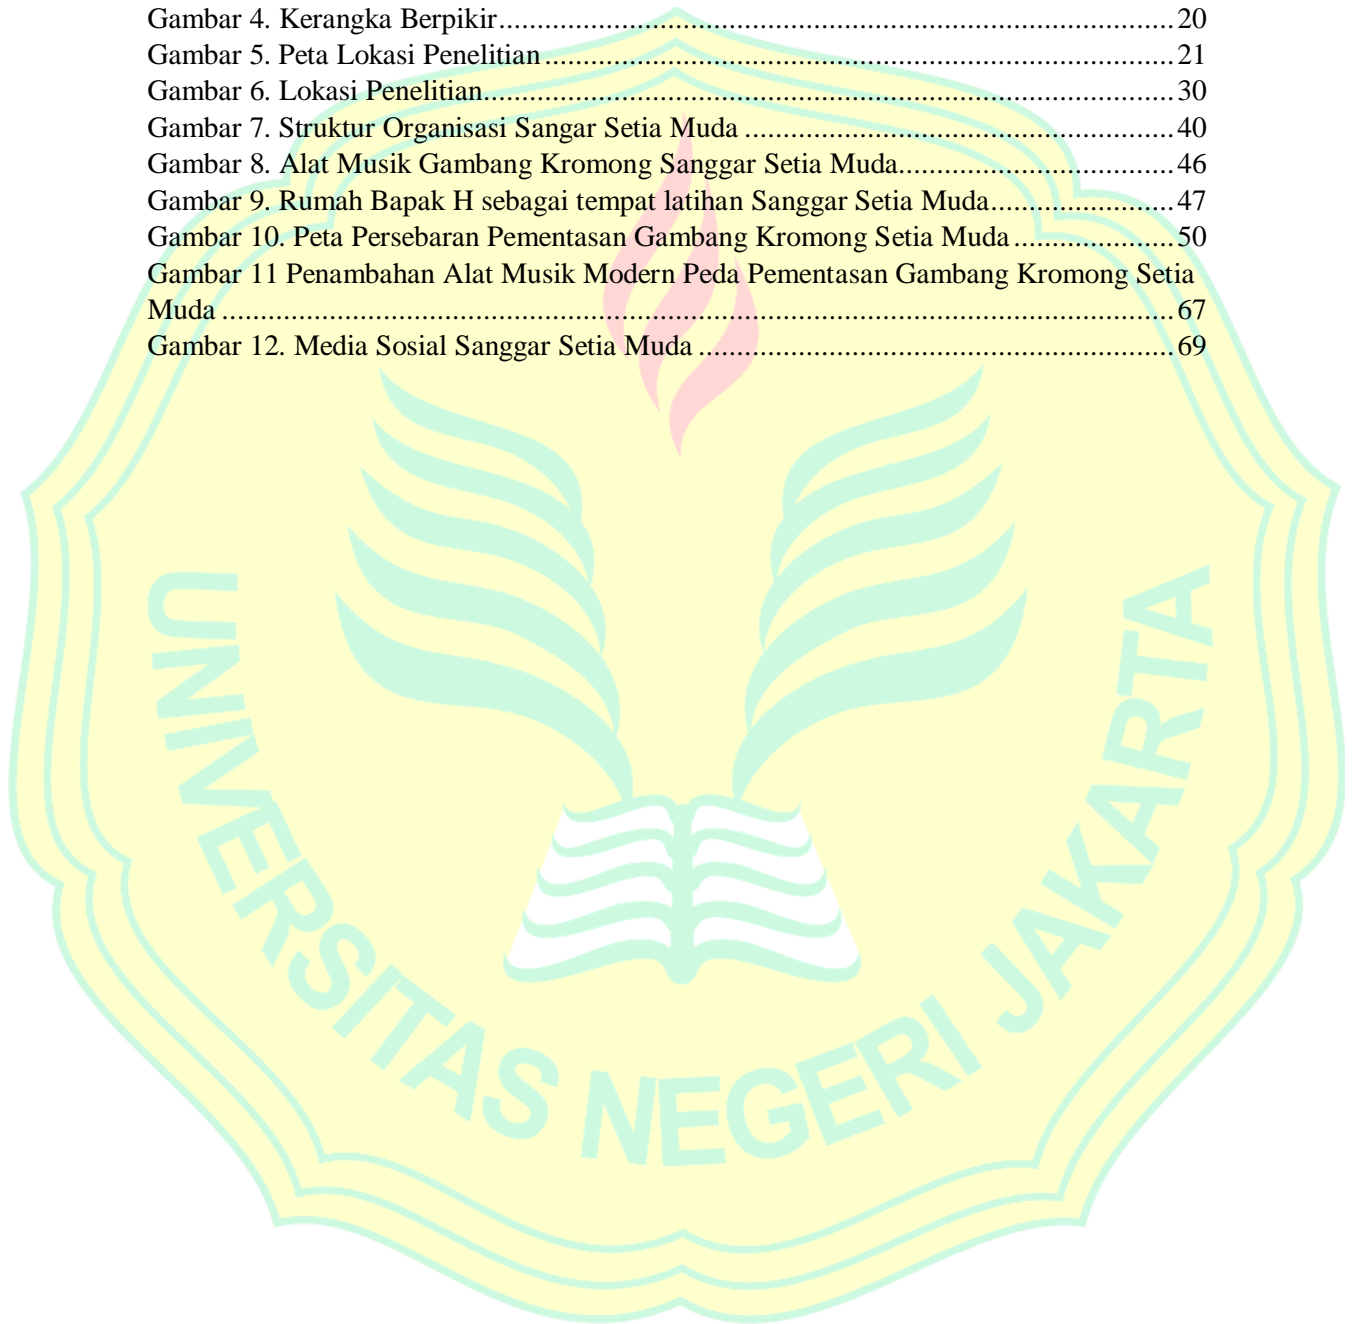 Gambar 4. Kerangka Berpikir....................................................................................................20
Gambar 5. Peta Lokasi Penelitian.............................................................................................21
Gambar 6. Lokasi Penelitian......................................................................................................30
Gambar 7. Struktur Organisasi Sangar Setia Muda................................................................40
Gambar 8. Alat Musik Gambang Kromong Sanggar Setia Muda.........................................46
Gambar 9. Rumah Bapak H sebagai tempat latihan Sanggar Setia Muda...........................47
Gambar 10. Peta Persebaran Pementasan Gambang Kromong Setia Muda.......................50
Gambar 11 Penambahan Alat Musik Modern Peda Pementasan Gambang Kromong Setia
Muda...........................................................................................................................................67
Gambar 12. Media Sosial Sanggar Setia Muda.......................................................................69
UNIVERSITAS NEGERI JAKARTA